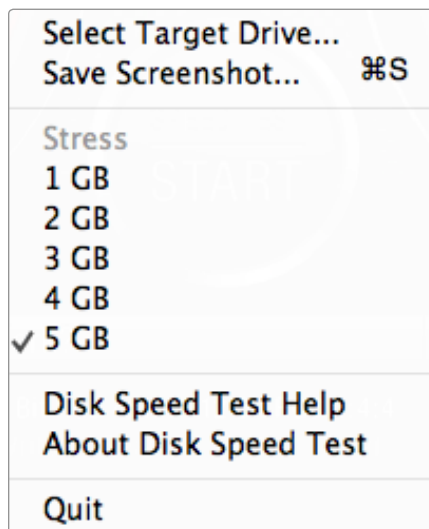 Select Target Drive...
Save Screenshot... ⌘S
Stress
START
1 GB
2 GB
3 GB
4 GB
✓ 5 GB
Disk Speed Test Help
About Disk Speed Test
Quit